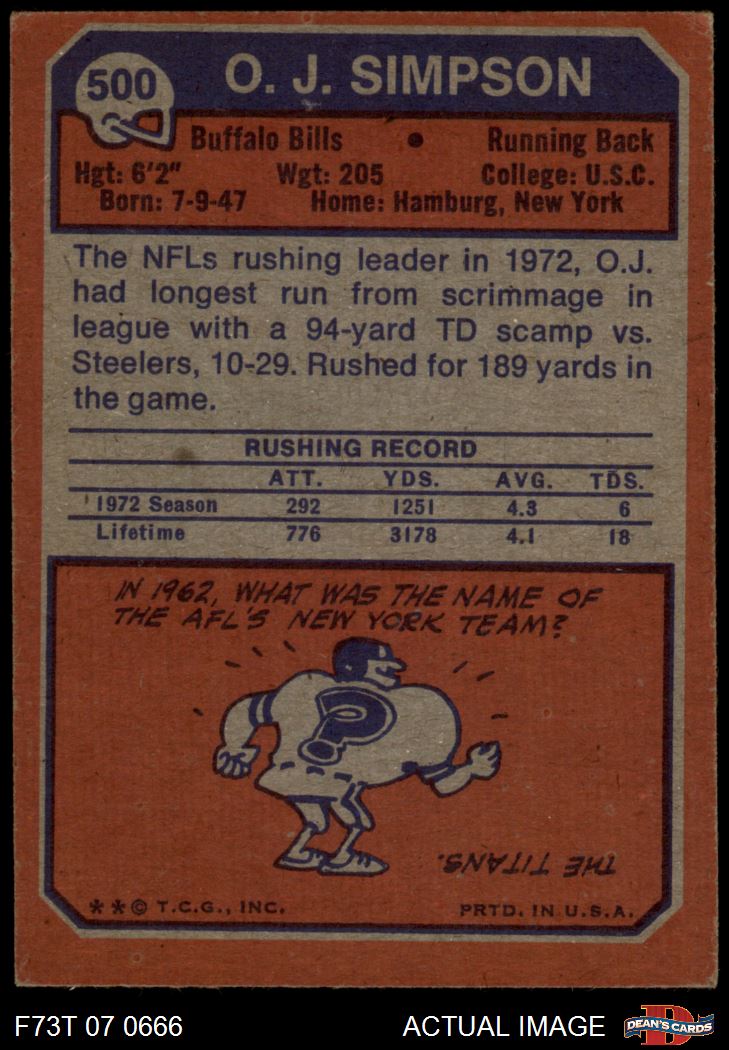 500
O. J. SIMPSON
Buffalo Bills • Running Back
Hgt: 6'2" Wgt: 205 College: U.S.C.
Born: 7-9-47 Home: Hamburg, New York
The NFLs rushing leader in 1972, O.J.
had longest run from scrimmage in
league with a 94-yard TD scamp vs.
Steelers, 10-29. Rushed for 189 yards in
the game.
RUSHING RECORD
ATT. YDS. AVG. TDS.
1972 Season 292 1251 4.3 6
Lifetime 776 3178 4.1 18
IN 1962, WHAT WAS THE NAME OF
THE AFL'S NEW YORK TEAM?
?
THE TITANS.
**© T.C.G., INC. PRTD. IN U.S.A.
F73T 07 0666 ACTUAL IMAGE D DEAN'S CARDS